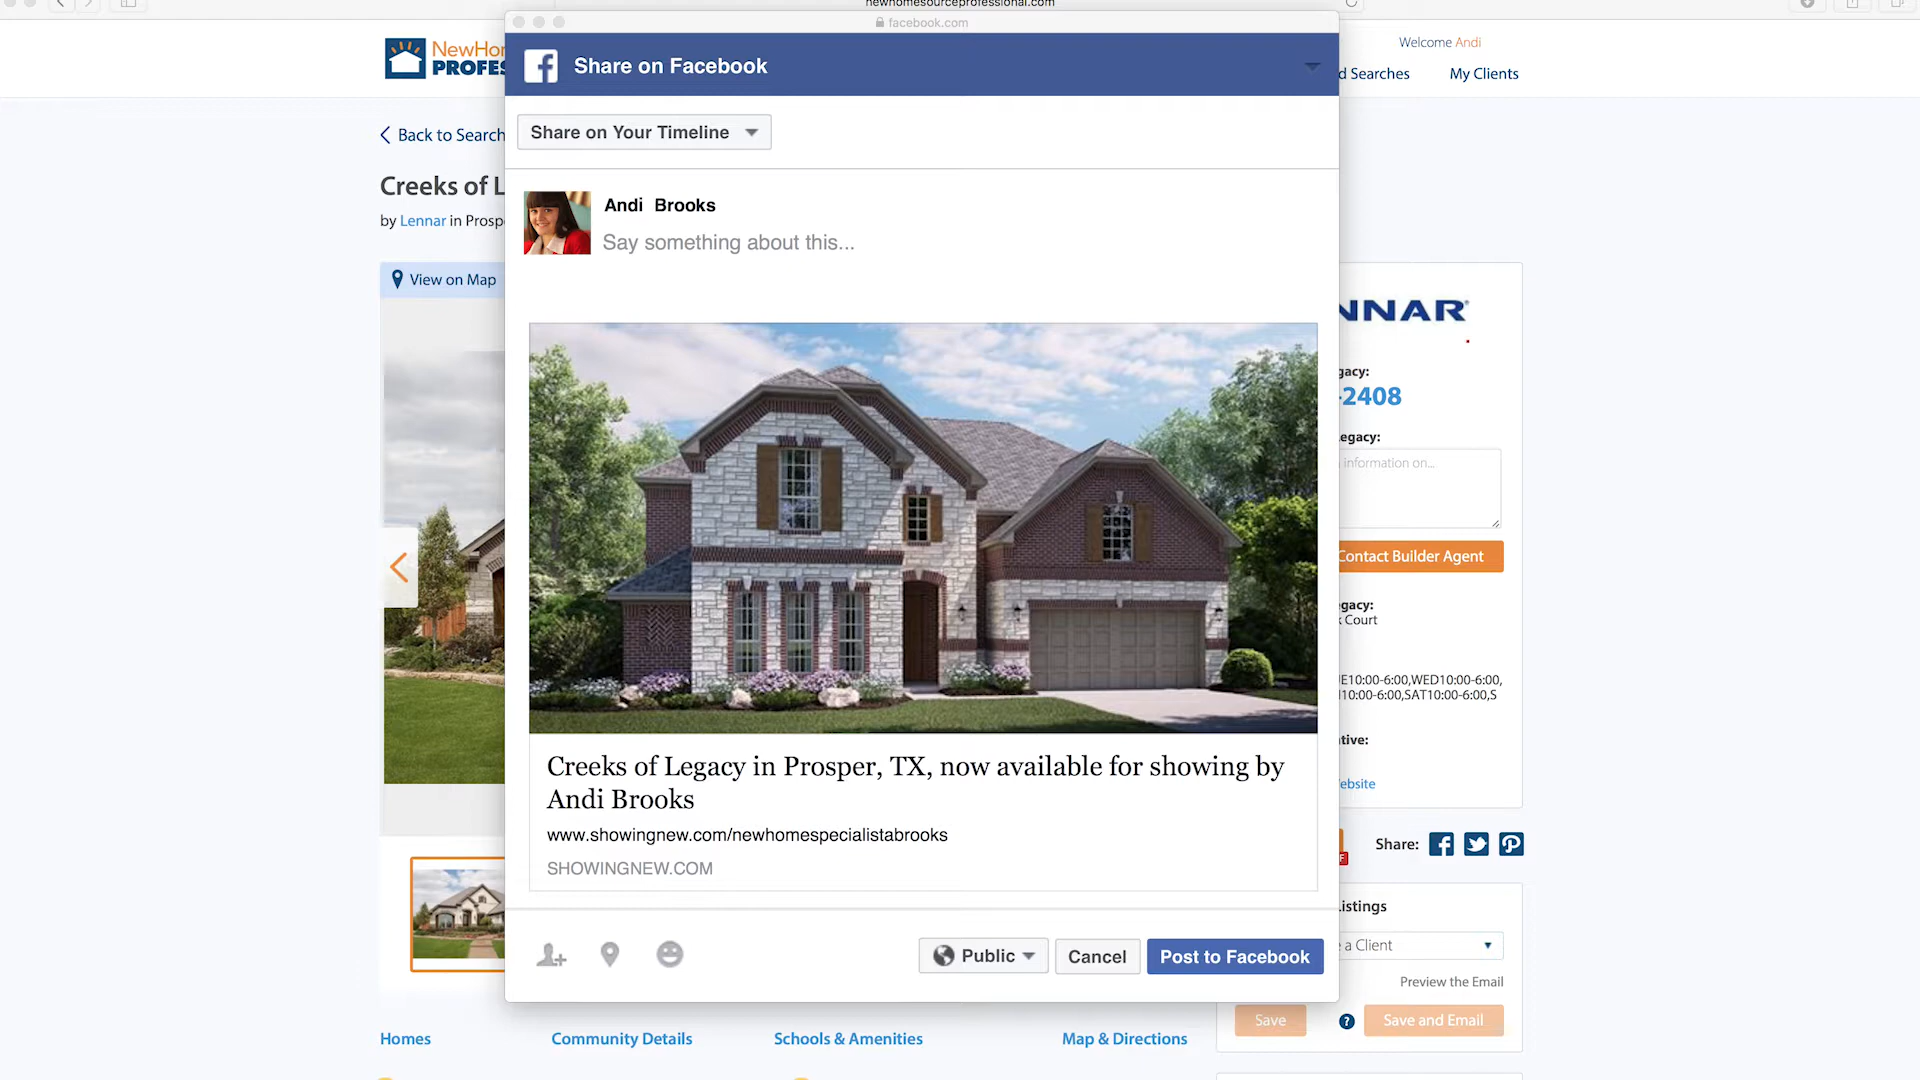 newhomesourceprofessional.com
facebook.com
NewHo
PROFES
Share on Facebook
Welcome Andi
d Searches
My Clients
Back to Search
Share on Your Timeline
Creeks of L
by Lennar in Prosp
Andi Brooks
Say something about this...
View on Map
NNAR
gacy:
-2408
egacy:
information on...
Contact Builder Agent
gacy:
Court
UE10:00-6:00,WED10:00-6:00,
10:00-6:00,SAT10:00-6:00,S
tive:
ebsite
Creeks of Legacy in Prosper, TX, now available for showing by
Andi Brooks
www.showingnew.com/newhomespecialistabrooks
SHOWINGNEW.COM
Share:
istings
a Client
Public
Cancel
Post to Facebook
Preview the Email
Save
?
Save and Email
Homes
Community Details
Schools & Amenities
Map & Directions